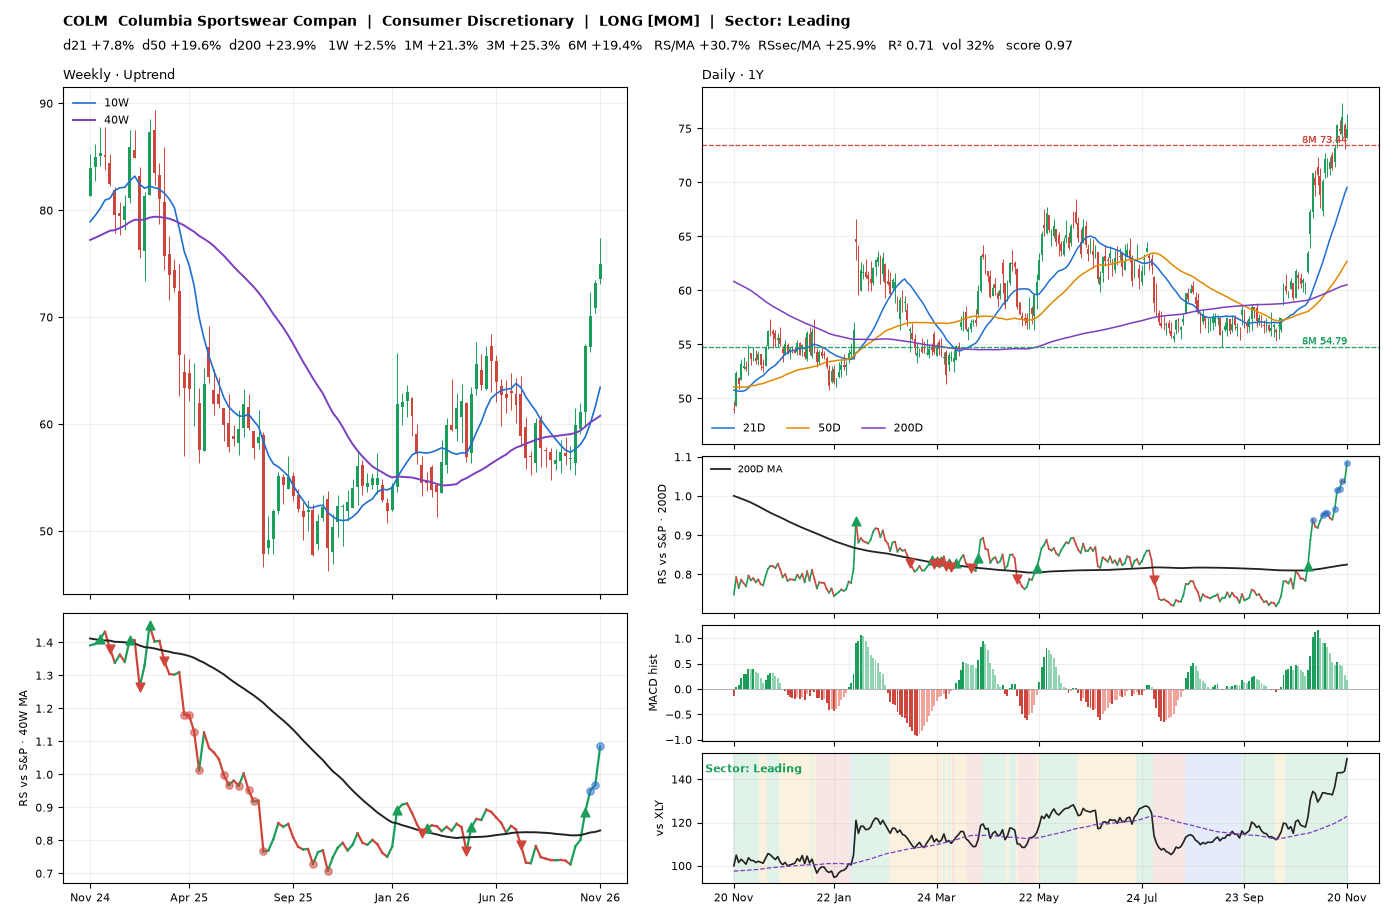 COLM  Columbia Sportswear Compan  |  Consumer Discretionary  |  LONG [MOM]  |  Sector: Leading
d21 +7.8%  d50 +19.6%  d200 +23.9%   1W +2.5%  1M +21.3%  3M +25.3%  6M +19.4%   RS/MA +30.7%  RSsec/MA +25.9%   R² 0.71  vol 32%  score 0.97
Weekly · Uptrend
10W
40W
90
80
70
60
50
RS vs S&P · 40W MA
1.4
1.3
1.2
1.1
1.0
0.9
0.8
0.7
Nov 24
Apr 25
Sep 25
Jan 26
Jun 26
Nov 26
Daily · 1Y
75
70
65
60
55
50
6M 54.79
21D
50D
200D
RS vs S&P · 200D
200D MA
1.1
1.0
0.9
0.8
MACD hist
1.0
0.5
0.0
−0.5
−1.0
vs XLY
Sector: Leading
140
120
100
20 Nov
22 Jan
24 Mar
22 May
24 Jul
23 Sep
20 Nov